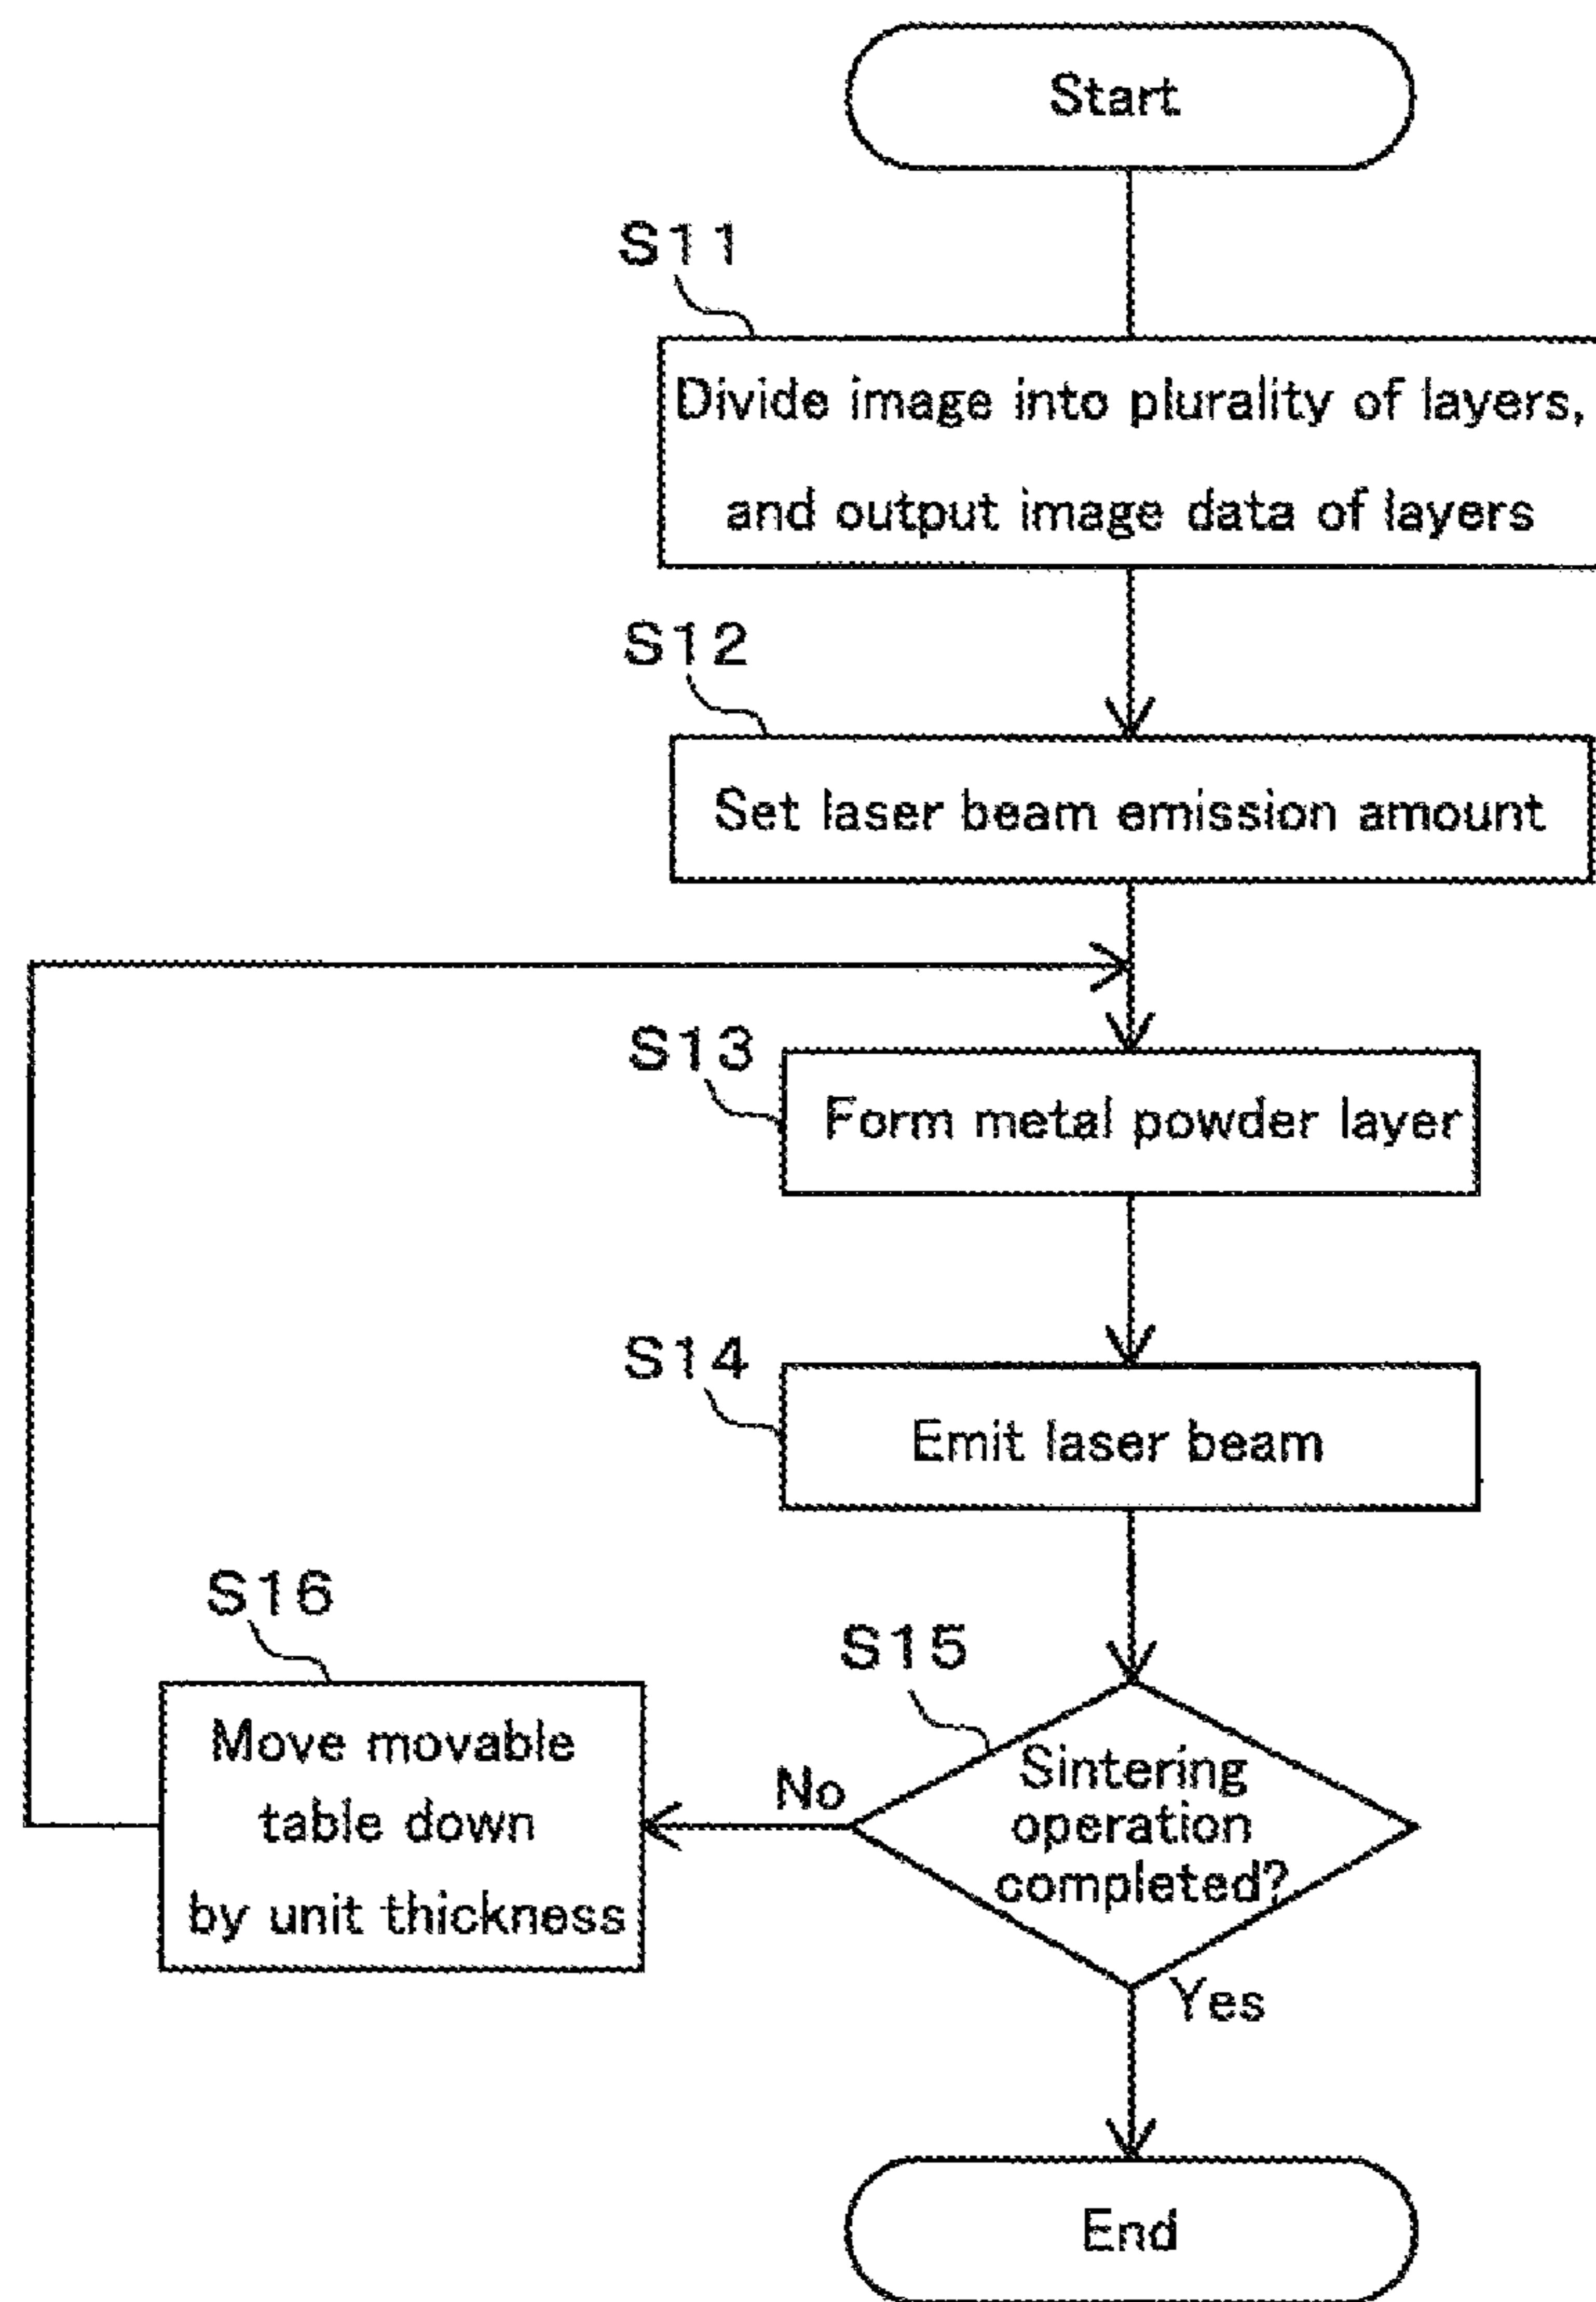 Start
S11
Divide image into plurality of layers,
and output image data of layers
S12
Set laser beam emission amount
S13
Form metal powder layer
S14
Emit laser beam
S15
Sintering
operation
completed?
No
Yes
S16
Move movable
table down
by unit thickness
End